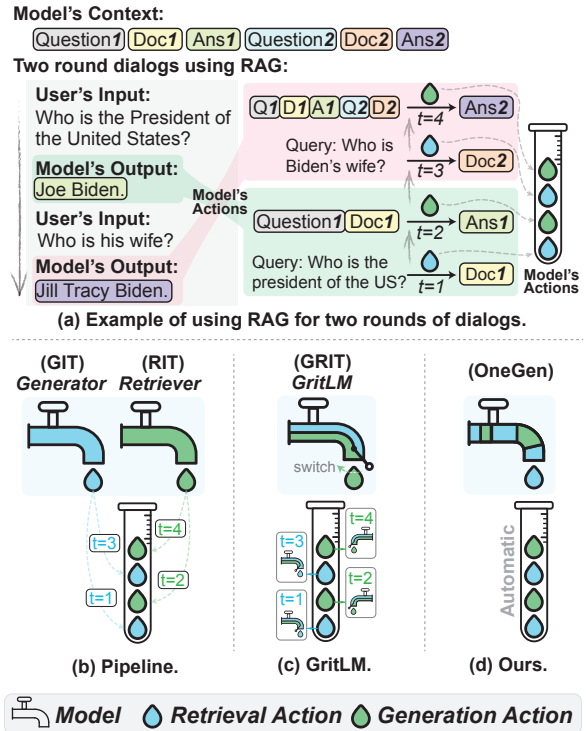 Model's Context:
Question1 Doc1 Ans1 Question2 Doc2 Ans2
Two round dialogs using RAG:
User's Input:
Who is the President of
the United States?
Model's Output:
Joe Biden.
User's Input:
Who is his wife?
Model's Output:
Jill Tracy Biden.
Model's
Actions
Q1 D1 A1 Q2 D2
t=4
Ans2
Query: Who is
Biden's wife?
t=3
Doc2
Question1 Doc1
t=2
Ans1
Query: Who is the
president of the US?
t=1
Doc1
Model's
Actions
(a) Example of using RAG for two rounds of dialogs.
(GIT)
Generator
(RIT)
Retriever
t=3
t=4
t=1
t=2
(b) Pipeline.
(GRIT)
GritLM
switch
t=3
t=4
t=1
t=2
(c) GritLM.
(OneGen)
Automatic
(d) Ours.
Model
Retrieval Action
Generation Action